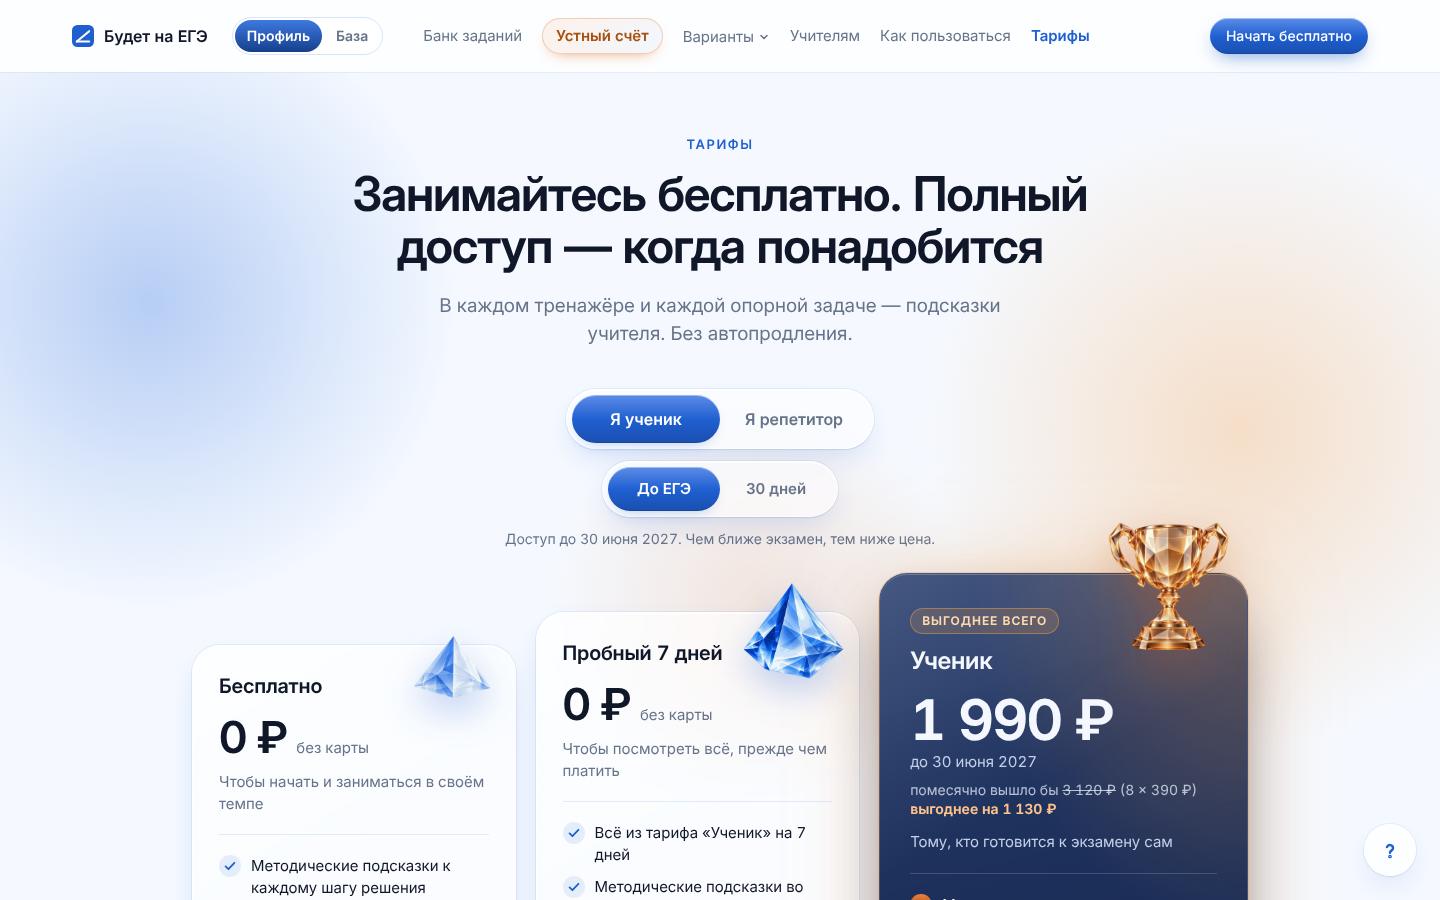 Будет на ЕГЭ
Профиль
База
Банк заданий
Устный счёт
Варианты
Учителям
Как пользоваться
Тарифы
Начать бесплатно
ТАРИФЫ
Занимайтесь бесплатно. Полный
доступ — когда понадобится
В каждом тренажёре и каждой опорной задаче — подсказки
учителя. Без автопродления.
Я ученик
Я репетитор
До ЕГЭ
30 дней
Доступ до 30 июня 2027. Чем ближе экзамен, тем ниже цена.
Бесплатно
0 ₽ без карты
Чтобы начать и заниматься в своём
темпе
Методические подсказки к
каждому шагу решения
Пробный 7 дней
0 ₽ без карты
Чтобы посмотреть всё, прежде чем
платить
Всё из тарифа «Ученик» на 7
дней
Методические подсказки во
ВЫГОДНЕЕ ВСЕГО
Ученик
1 990 ₽
до 30 июня 2027
помесячно вышло бы 3 120 ₽ (8 × 390 ₽)
выгоднее на 1 130 ₽
Тому, кто готовится к экзамену сам
?